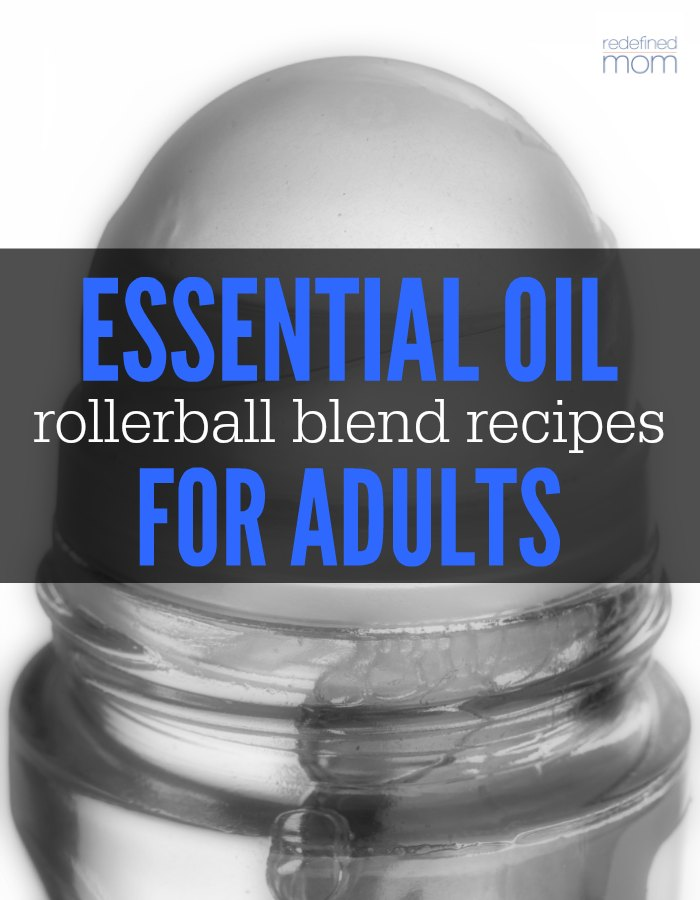 redefined
mom
ESSENTIAL OIL
rollerball blend recipes
FOR ADULTS